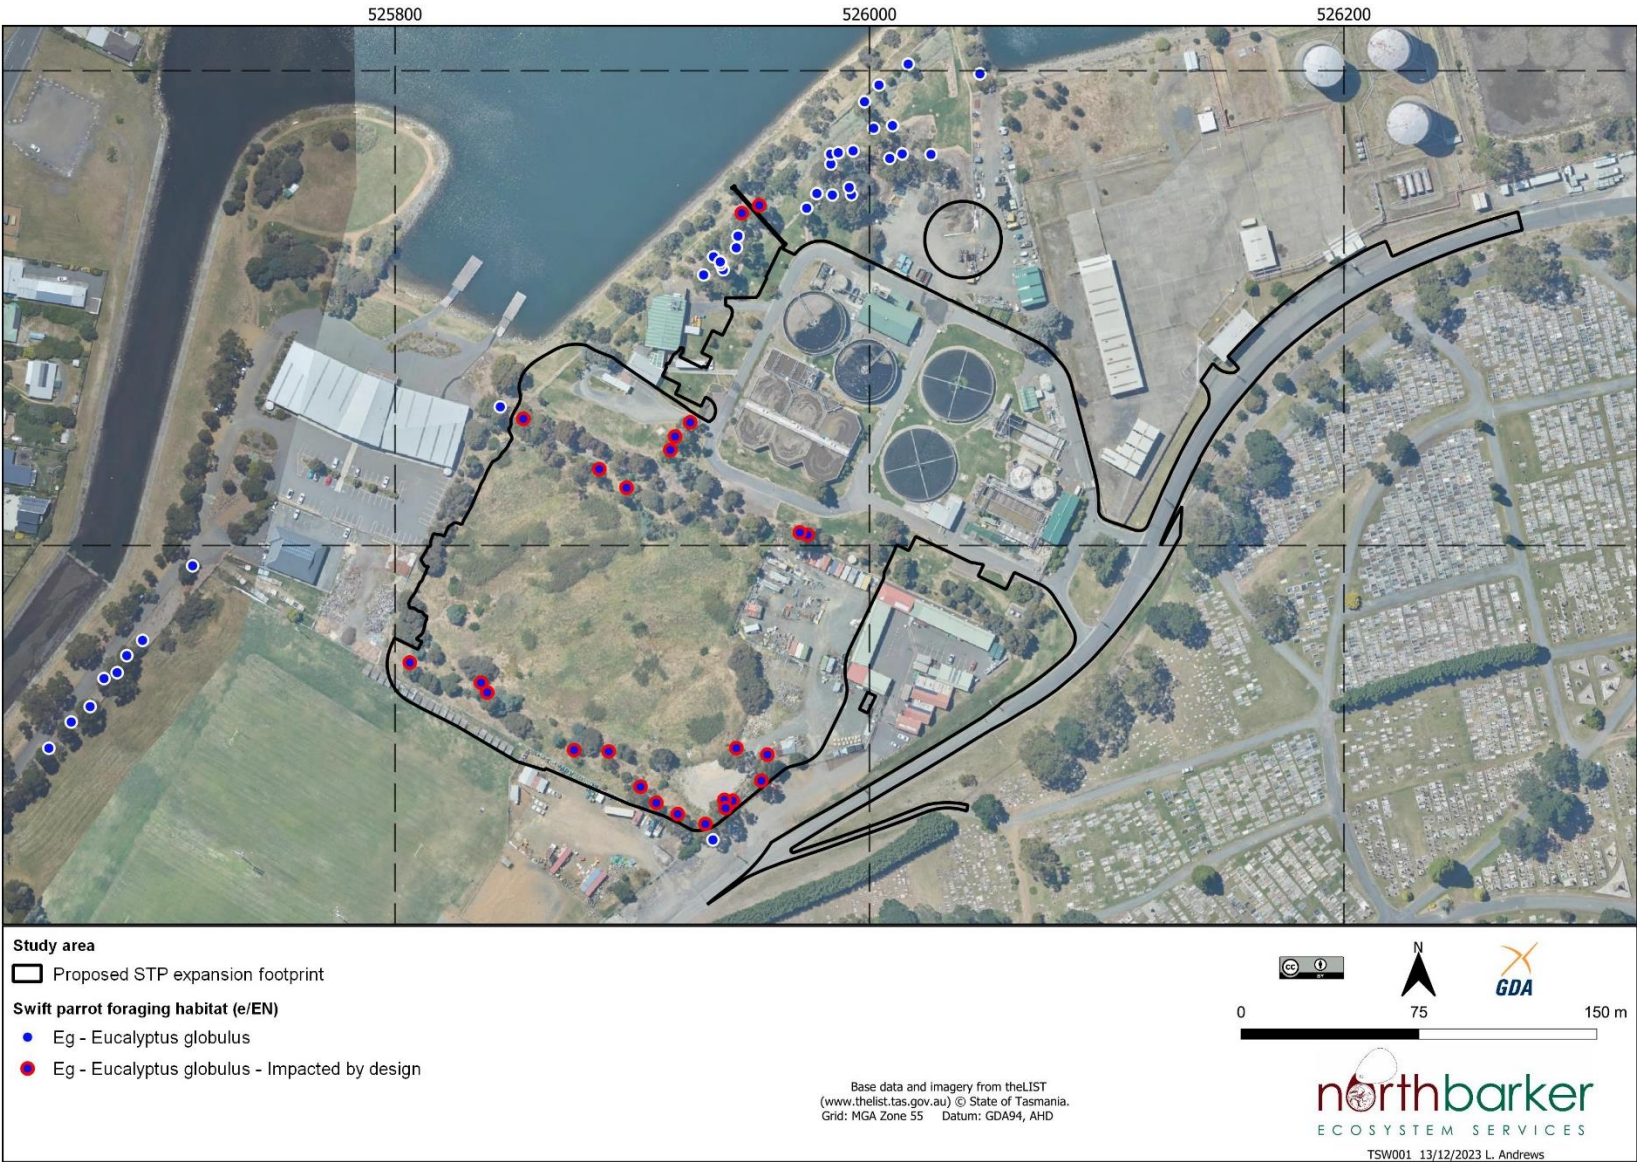 525800 526000 526200
Study area
Proposed STP expansion footprint
Swift parrot foraging habitat (e/EN)
Eg - Eucalyptus globulus
Eg - Eucalyptus globulus - Impacted by design
Base data and imagery from theLIST
(www.thelist.tas.gov.au) © State of Tasmania.
Grid: MGA Zone 55 Datum: GDA94, AHD
cc BY
N
GDA
0 75 150 m
northbarker
ECOSYSTEM SERVICES
TSW001 13/12/2023 L. Andrews